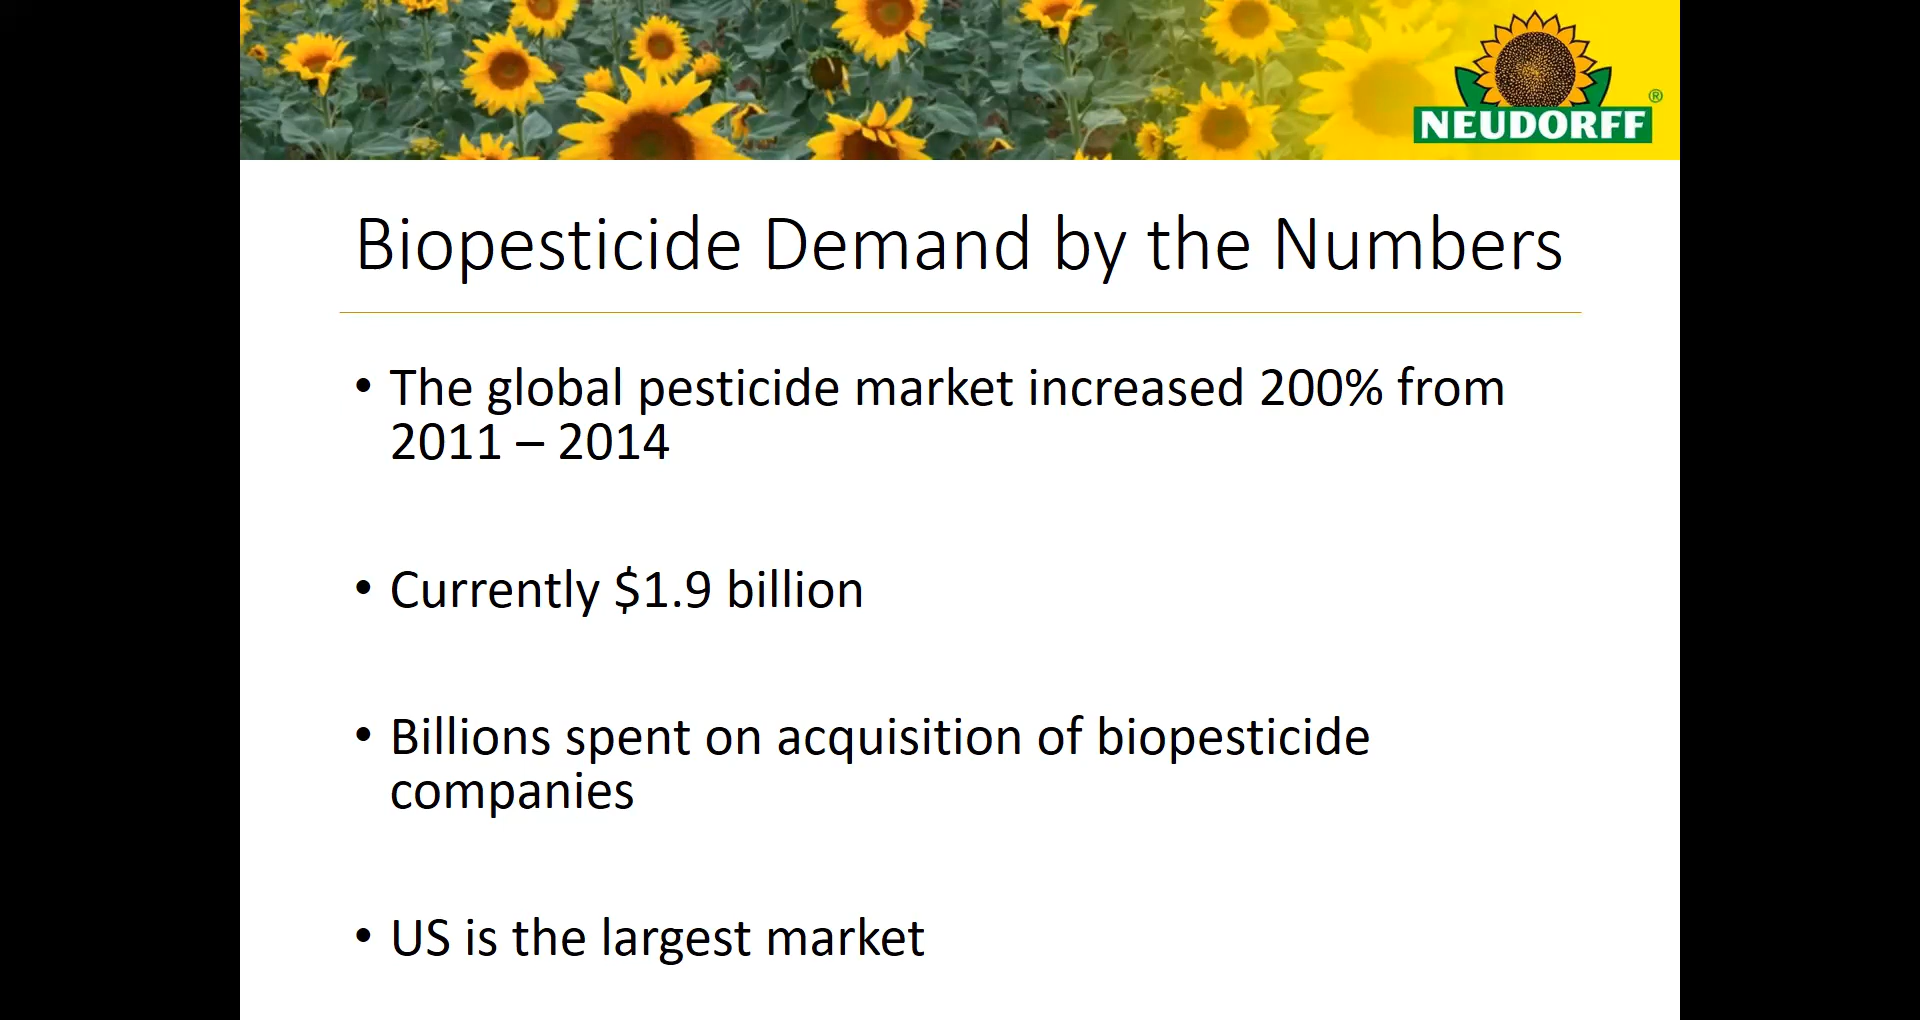 NEUDORFF
®
Biopesticide Demand by the Numbers
• The global pesticide market increased 200% from
2011 – 2014
• Currently $1.9 billion
• Billions spent on acquisition of biopesticide
companies
• US is the largest market